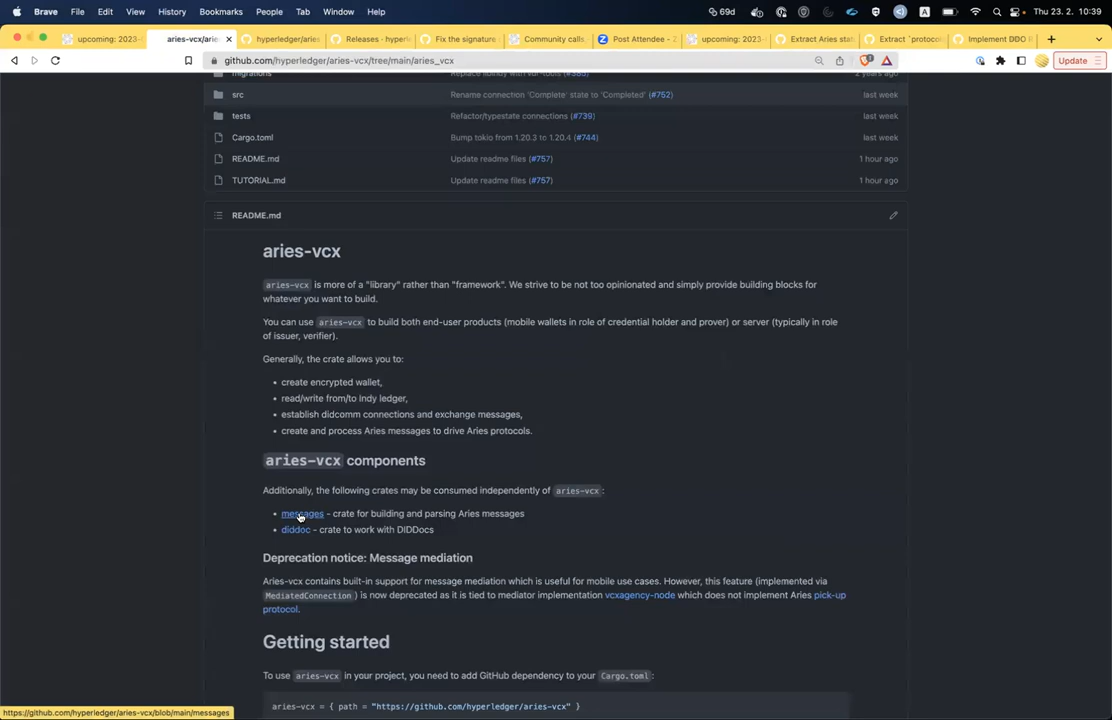 Brave File Edit View History Bookmarks People Tab Window Help 69d A Thu 23. 2. 10:39
upcoming: 2023- aries-vcx/aries hyperledger/aries Releases · hyperle Fix the signature Community calls. Post Attendee - Z upcoming: 2023- Extract Aries stat Extract `protocol Implement DDO R
github.com/hyperledger/aries-vcx/tree/main/aries_vcx Update
migrations Replace libindy with vdr-tools (#385) 2 years ago
src Rename connection 'Complete' state to 'Completed' (#752) last week
tests Refactor/typestate connections (#739) last week
Cargo.toml Bump tokio from 1.20.3 to 1.20.4 (#744) last week
README.md Update readme files (#757) 1 hour ago
TUTORIAL.md Update readme files (#757) 1 hour ago
README.md
aries-vcx
aries-vcx is more of a "library" rather than "framework". We strive to be not too opinionated and simply provide building blocks for
whatever you want to build.
You can use aries-vcx to build both end-user products (mobile wallets in role of credential holder and prover) or server (typically in role
of issuer, verifier).
Generally, the crate allows you to:
• create encrypted wallet,
• read/write from/to Indy ledger,
• establish didcomm connections and exchange messages,
• create and process Aries messages to drive Aries protocols.
aries-vcx components
Additionally, the following crates may be consumed independently of aries-vcx :
• messages - crate for building and parsing Aries messages
• diddoc - crate to work with DIDDocs
Deprecation notice: Message mediation
Aries-vcx contains built-in support for message mediation which is useful for mobile use cases. However, this feature (implemented via
MediatedConnection ) is now deprecated as it is tied to mediator implementation vcxagency-node which does not implement Aries pick-up
protocol.
Getting started
To use aries-vcx in your project, you need to add GitHub dependency to your Cargo.toml :
aries-vcx = { path = "https://github.com/hyperledger/aries-vcx" }
https://github.com/hyperledger/aries-vcx/blob/main/messages